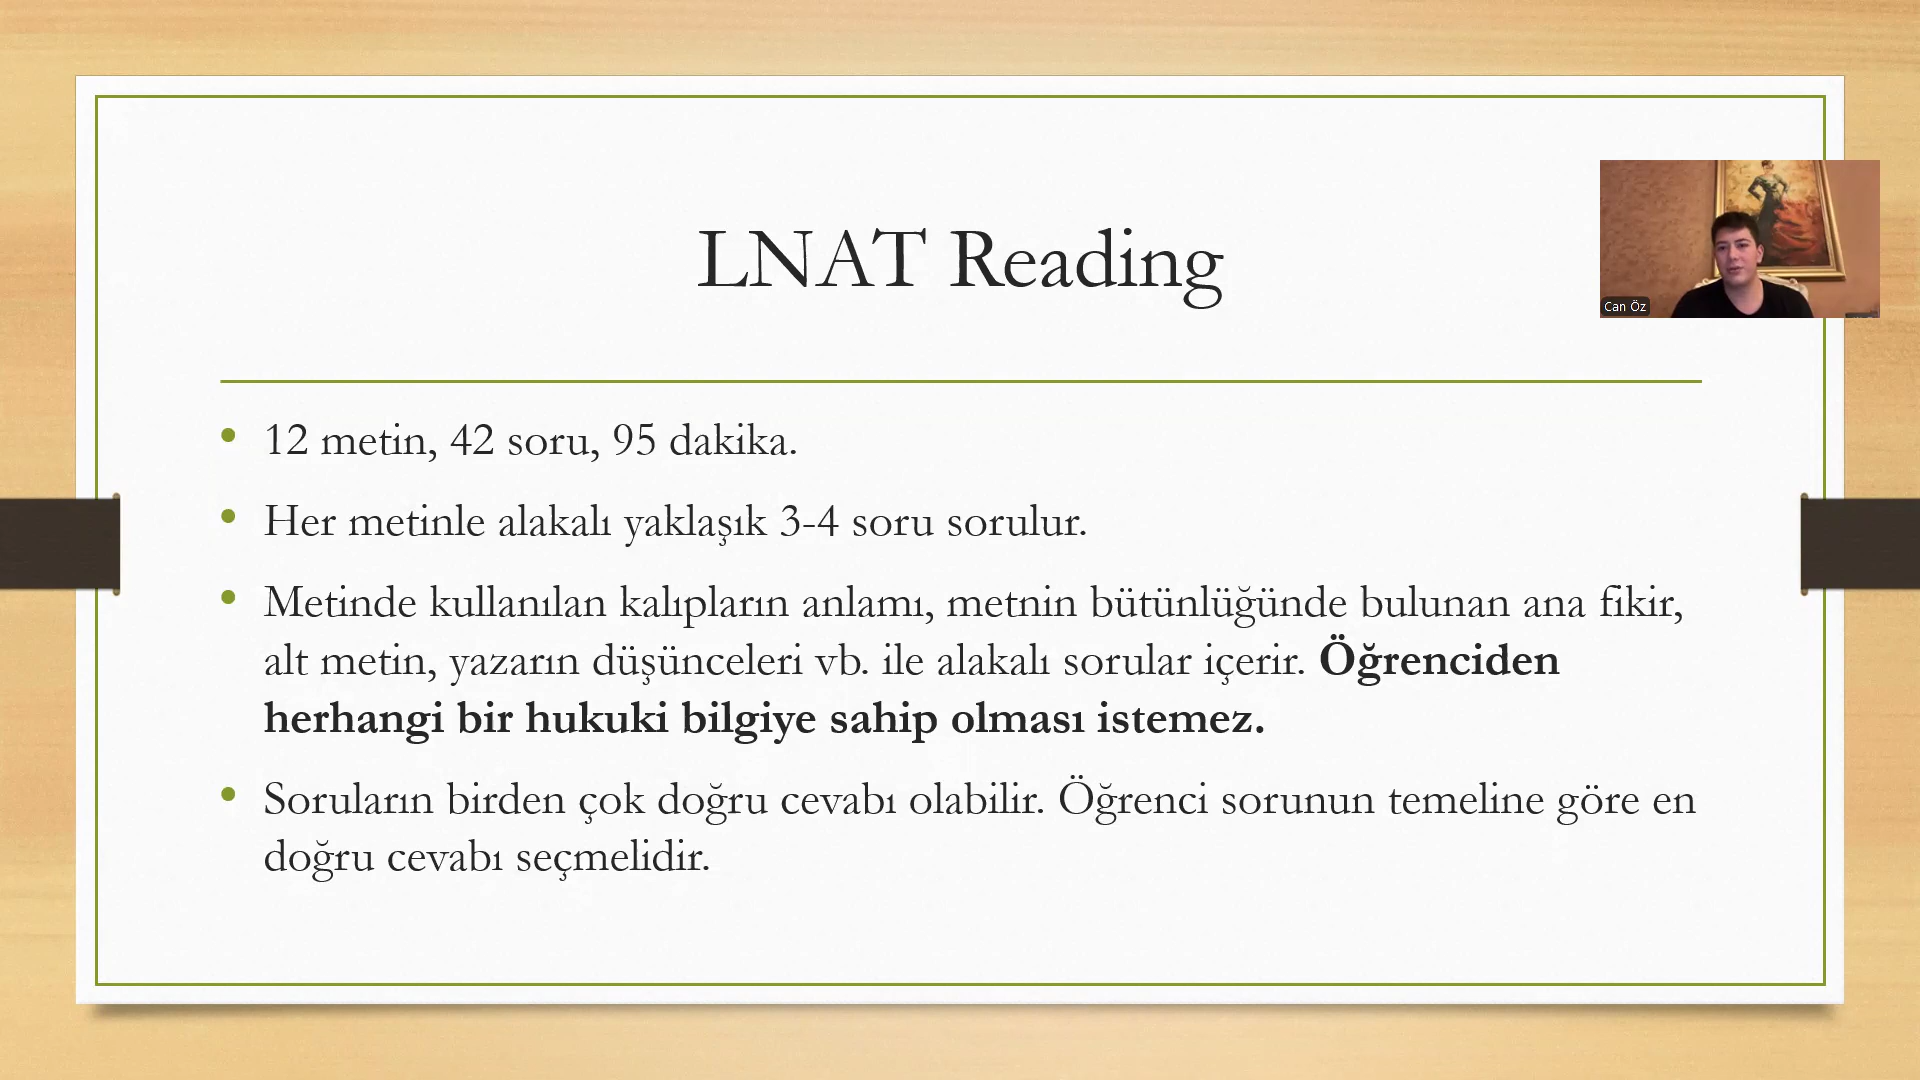 LNAT Reading
Can Öz
12 metin, 42 soru, 95 dakika.
Her metinle alakalı yaklaşık 3-4 soru sorulur.
Metinde kullanılan kalıpların anlamı, metnin bütünlüğünde bulunan ana fikir,
alt metin, yazarın düşünceleri vb. ile alakalı sorular içerir. Öğrenciden
herhangi bir hukuki bilgiye sahip olması istemez.
Soruların birden çok doğru cevabı olabilir. Öğrenci sorunun temeline göre en
doğru cevabı seçmelidir.